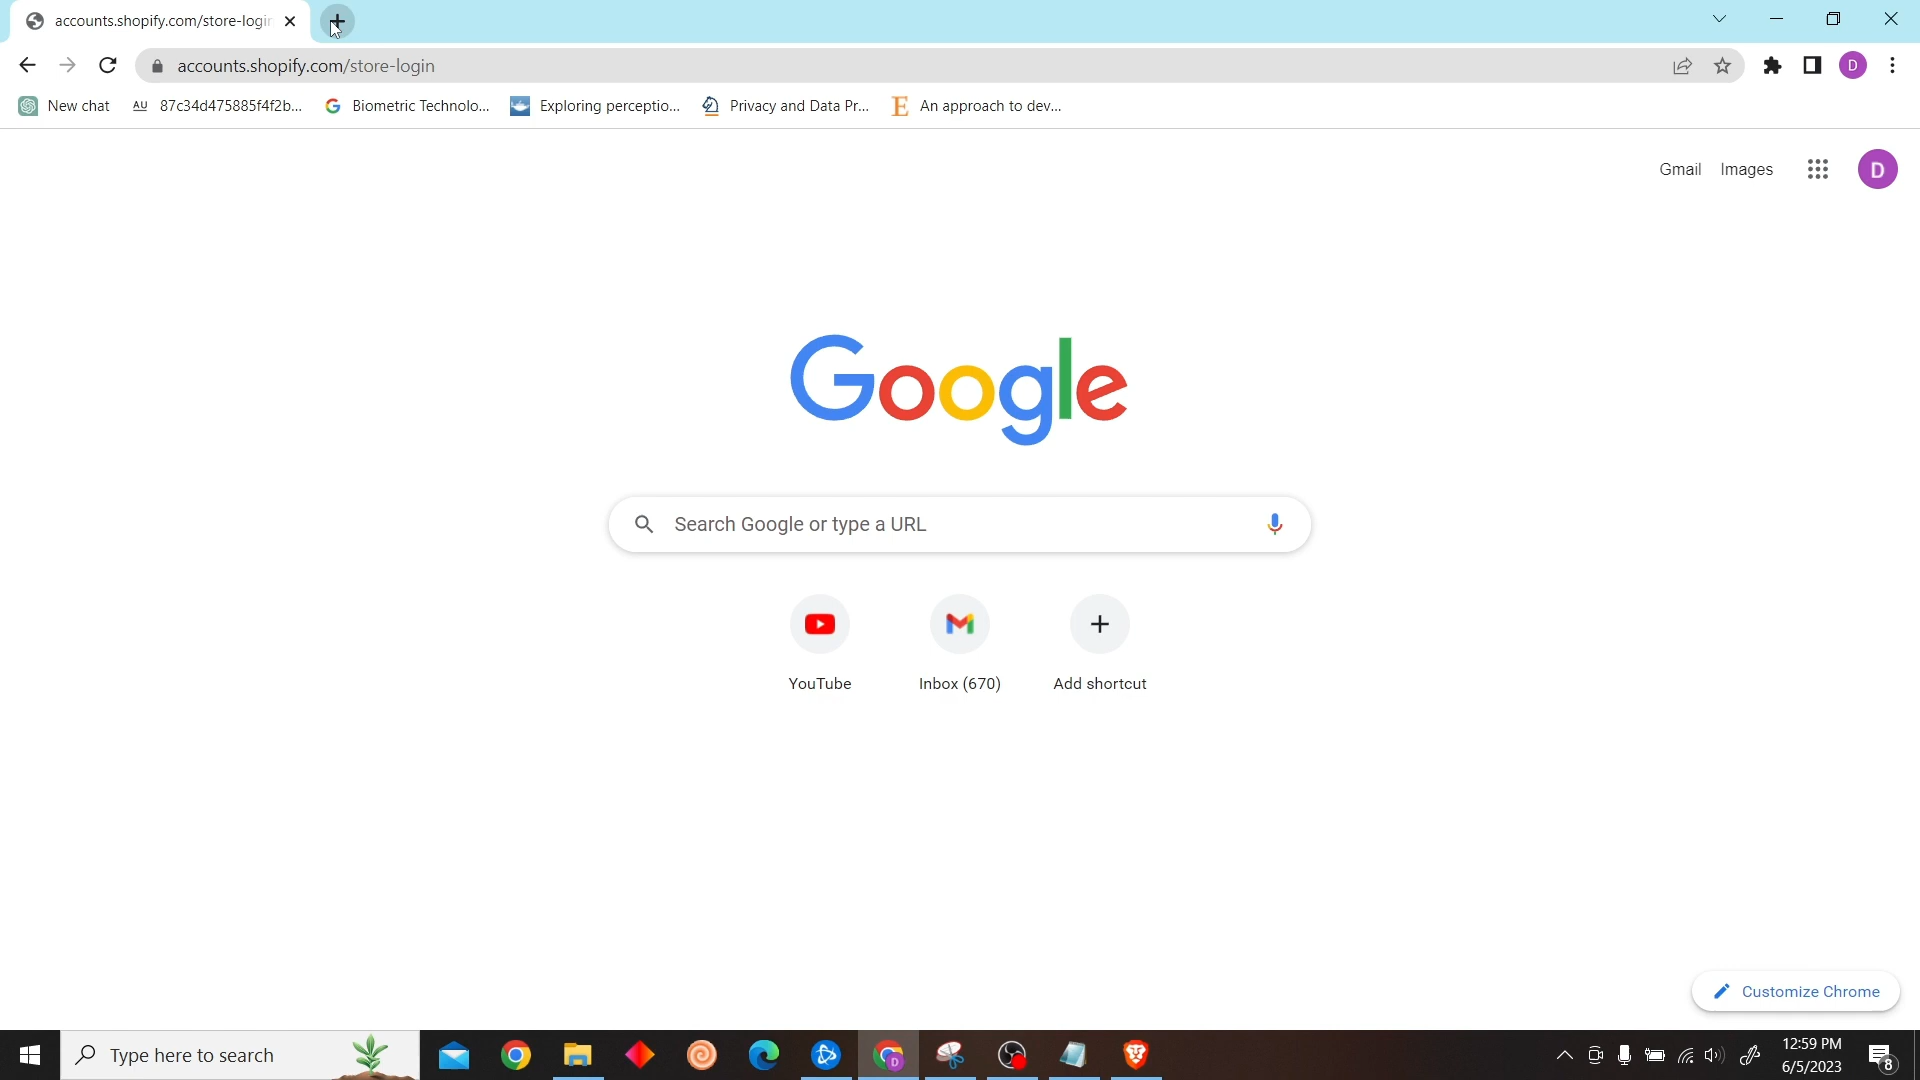 accounts.shopify.com/store-login
accounts.shopify.com/store-login
D
New chat
AU 87c34d475885f4f2b...
G Biometric Technolo...
Exploring perceptio...
Privacy and Data Pr...
E An approach to dev...
Gmail Images D
Google
Search Google or type a URL
YouTube Inbox (670) Add shortcut
Customize Chrome
Type here to search
D
12:59 PM
6/5/2023
8